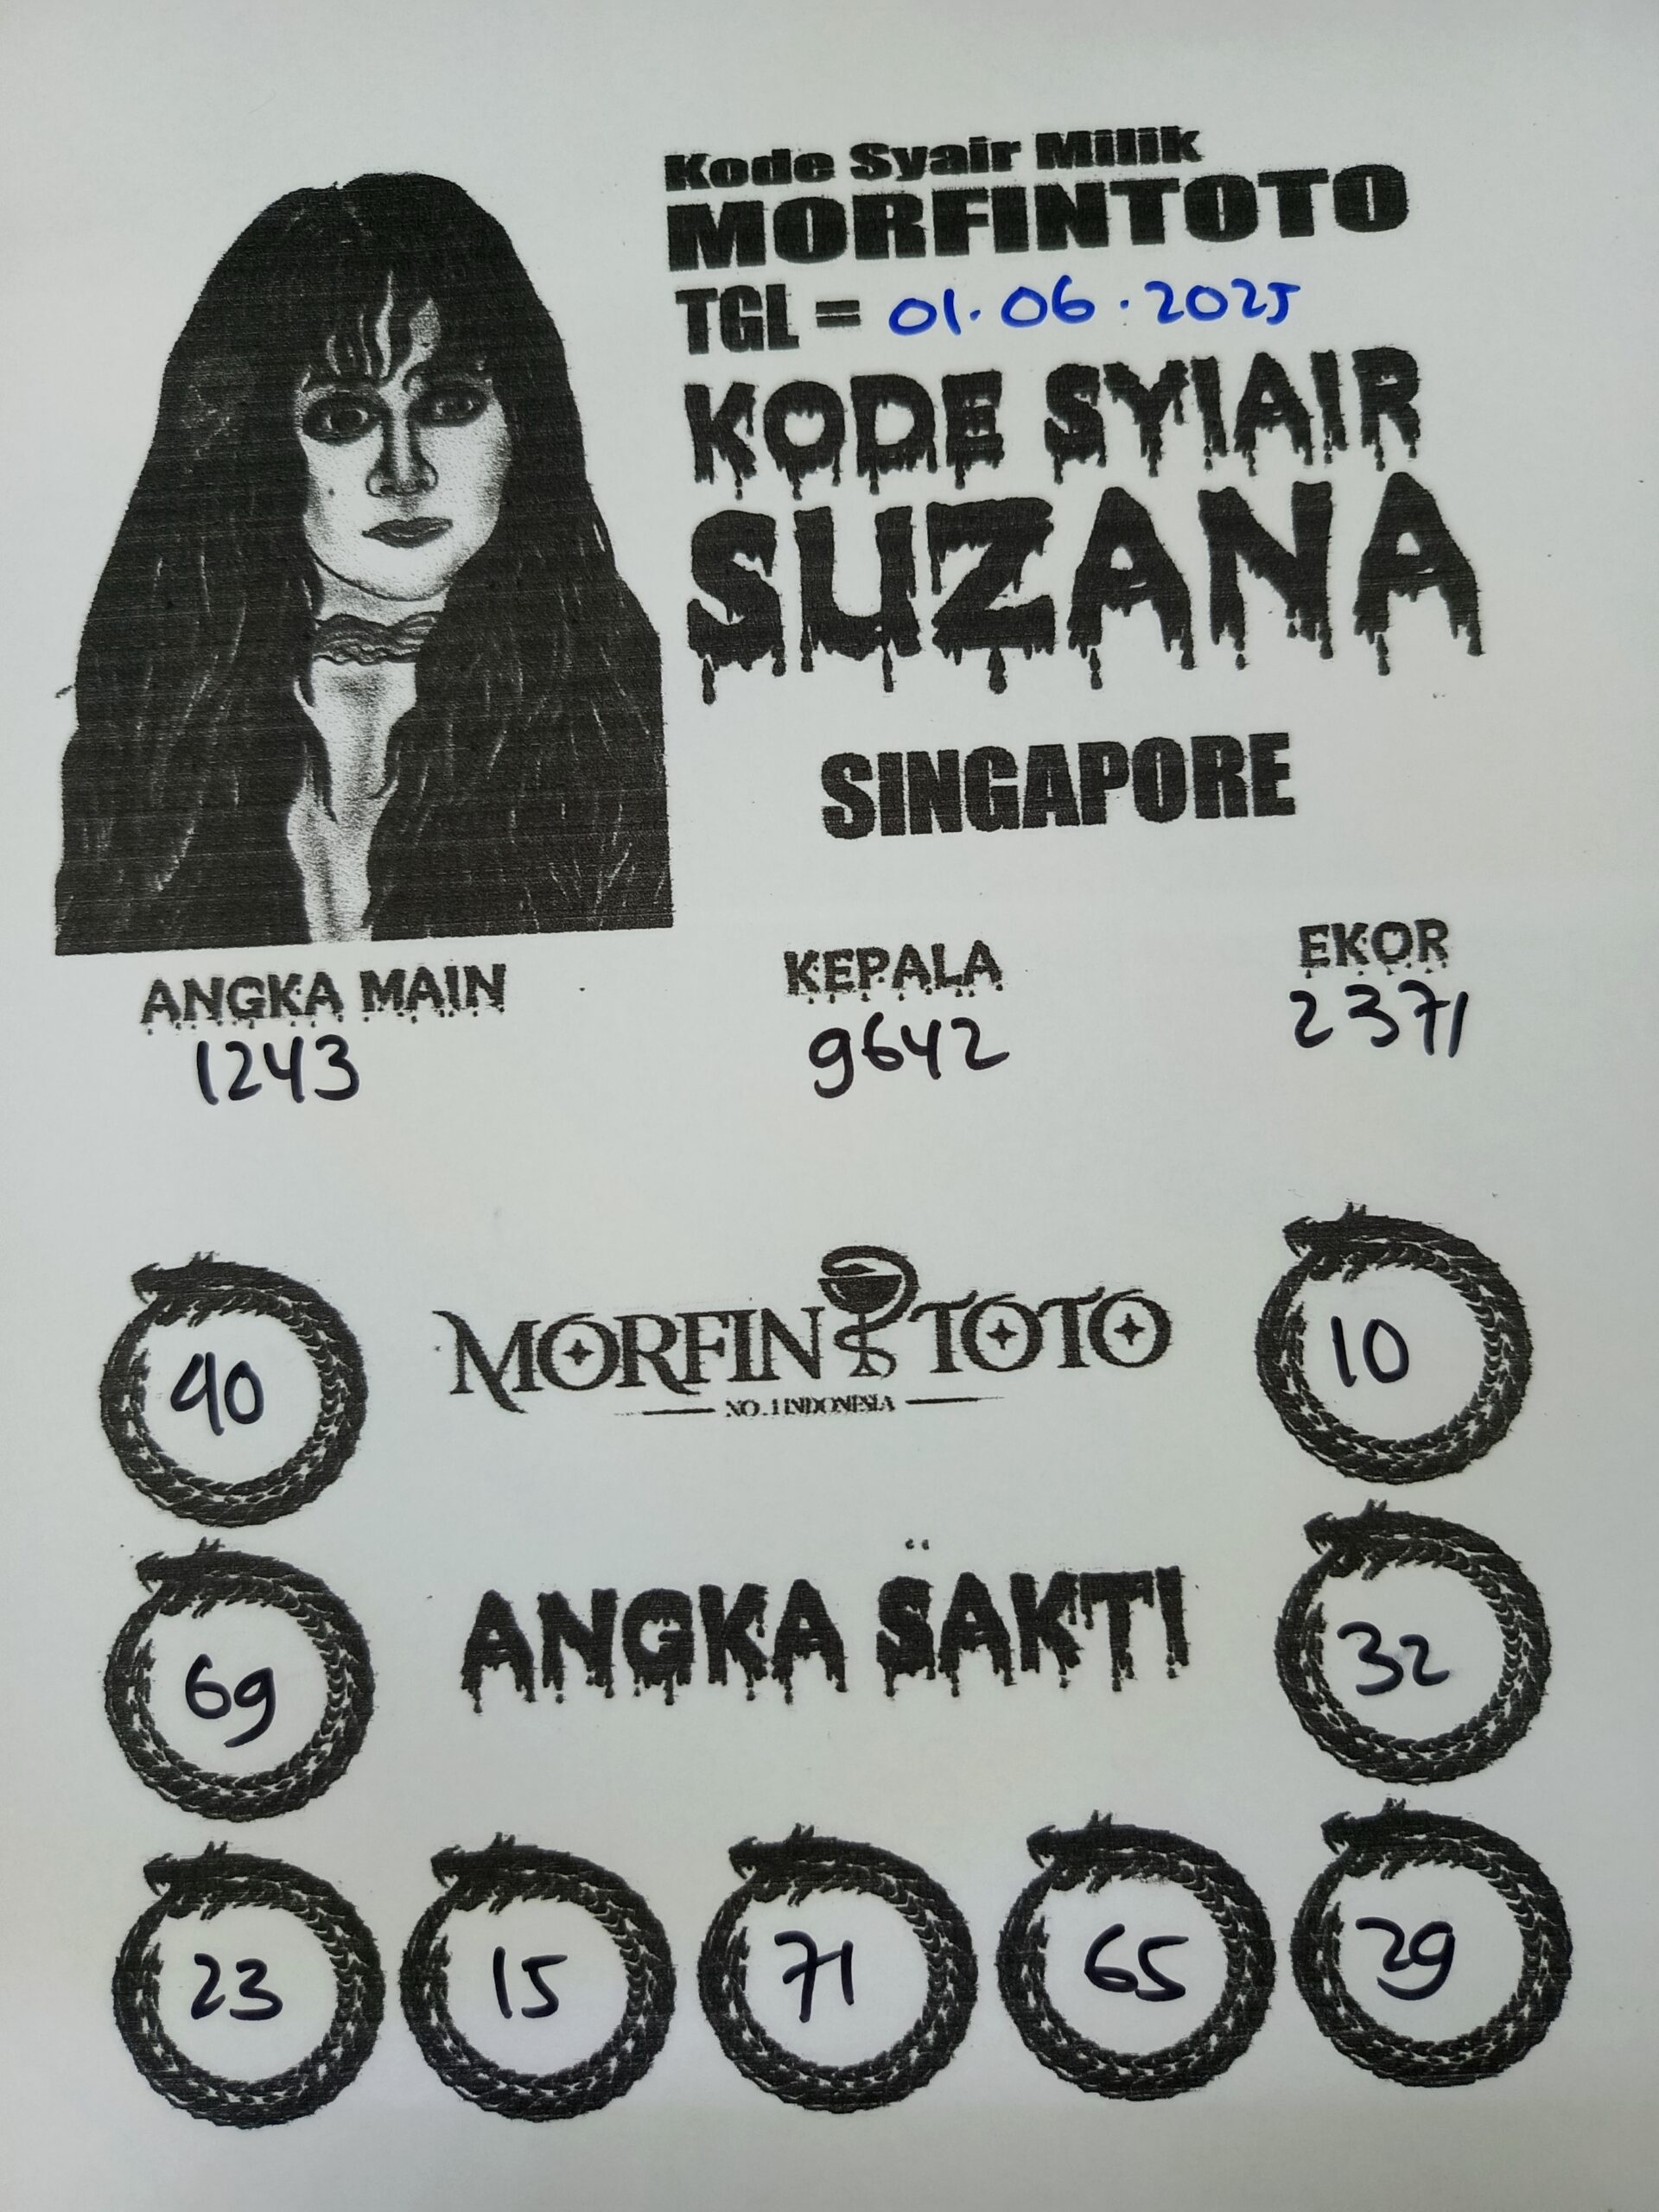 Kode Syair Milik
MORFINTOTO
TGL = 01.06.2025
KODE SYIAIR
SUZANA
SINGAPORE
ANGKA MAIN
KEPALA
EKOR
1243
9642
2371
40
MORFIN TOTO
10
NO.1 INDONESIA
69
ANGKA SAKTI
32
23
15
71
65
29